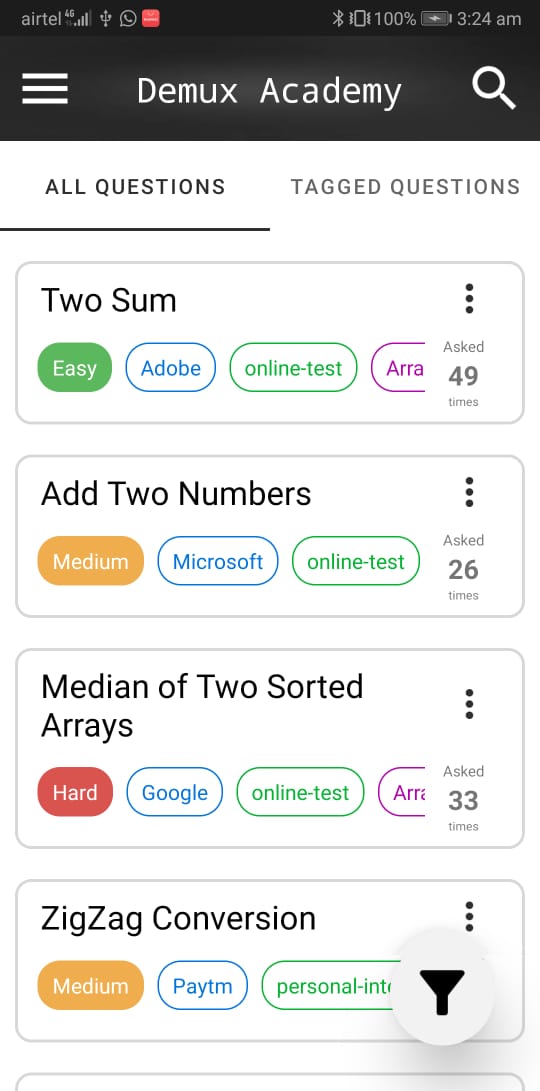 airtel 4G 100% 3:24 am
Demux Academy
ALL QUESTIONS TAGGED QUESTIONS
Two Sum
Easy Adobe online-test Arra
Asked
49
times
Add Two Numbers
Medium Microsoft online-test
Asked
26
times
Median of Two Sorted
Arrays
Hard Google online-test Arra
Asked
33
times
ZigZag Conversion
Medium Paytm personal-inte